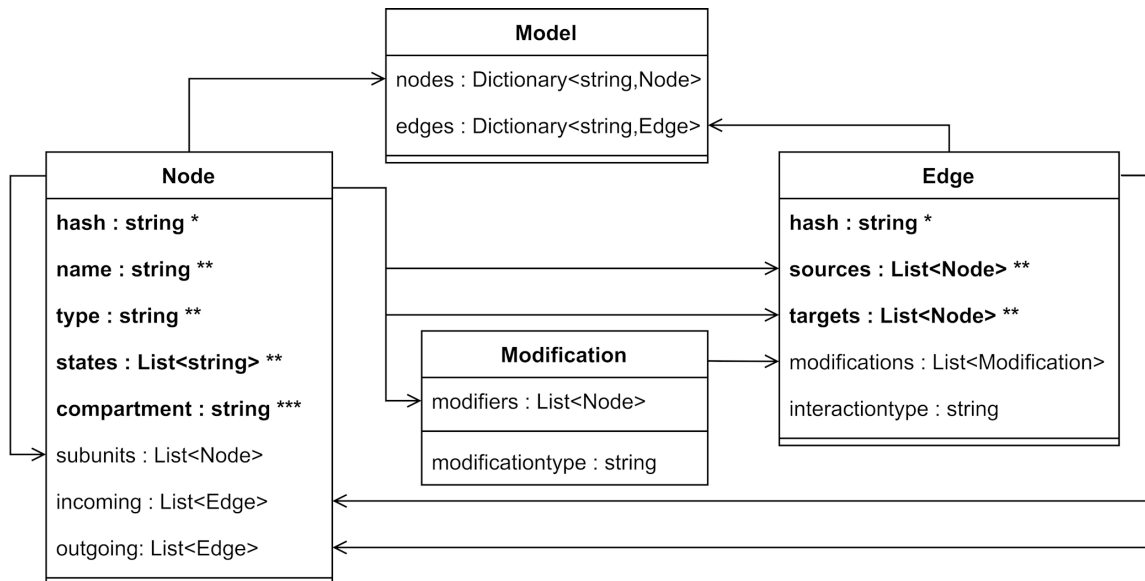 Model
nodes : Dictionary<string,Node>
edges : Dictionary<string,Edge>
Node
hash : string *
name : string **
type : string **
states : List<string> **
compartment : string ***
subunits : List<Node>
incoming : List<Edge>
outgoing: List<Edge>
Modification
modifiers : List<Node>
modificationtype : string
Edge
hash : string *
sources : List<Node> **
targets : List<Node> **
modifications : List<Modification>
interactiontype : string